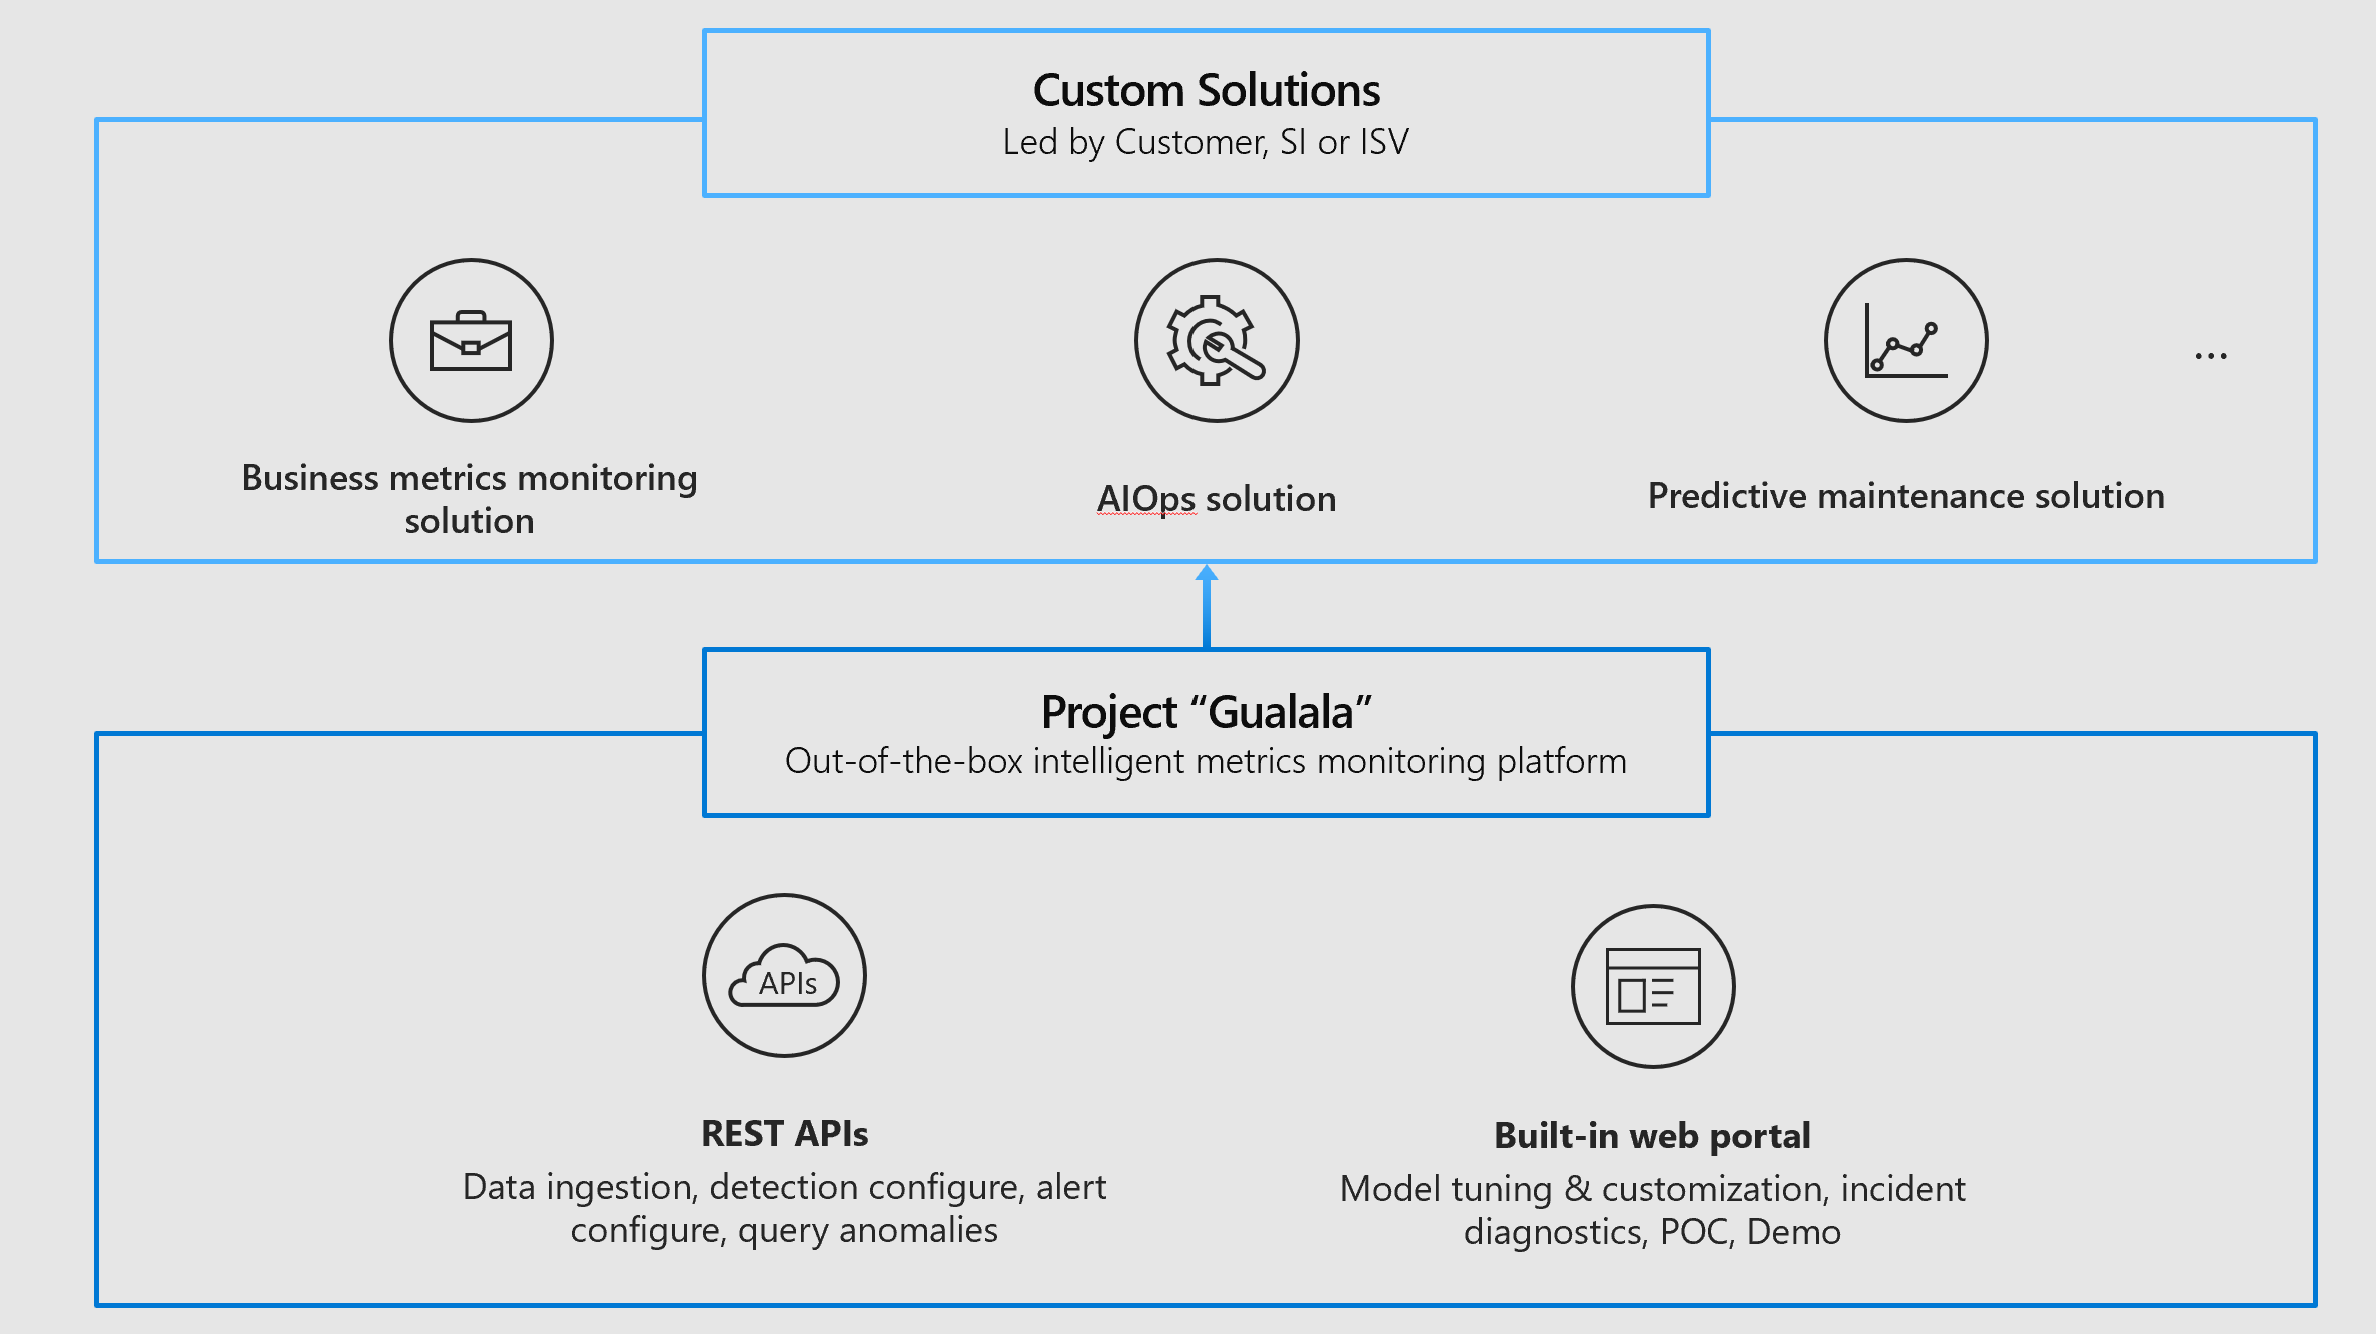 Custom Solutions
Led by Customer, SI or ISV
Business metrics monitoring
solution
AIOps solution
Predictive maintenance solution
...
Project “Gualala”
Out-of-the-box intelligent metrics monitoring platform
APIs
REST APIs
Data ingestion, detection configure, alert
configure, query anomalies
Built-in web portal
Model tuning & customization, incident
diagnostics, POC, Demo